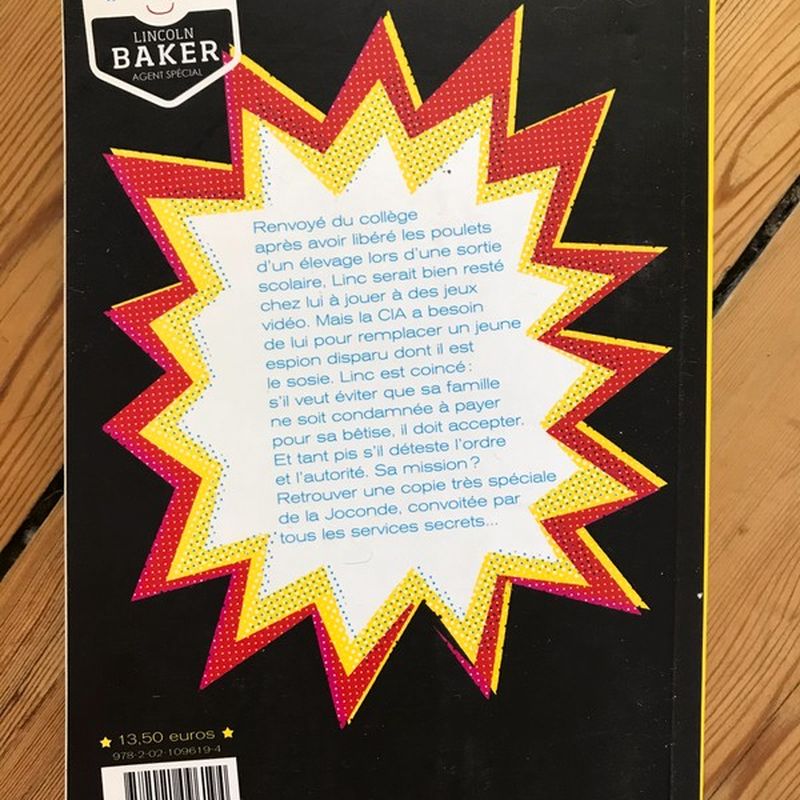 LINCOLN
BAKER
AGENT SPÉCIAL
Renvoyé du collège
après avoir libéré les poulets
d'un élevage lors d'une sortie
scolaire, Linc serait bien resté
chez lui à jouer à des jeux
vidéo. Mais la CIA a besoin
de lui pour remplacer un jeune
espion disparu dont il est
le sosie. Linc est coincé :
s'il veut éviter que sa famille
ne soit condamnée à payer
pour sa bêtise, il doit accepter.
Et tant pis s'il déteste l'ordre
et l'autorité. Sa mission ?
Retrouver une copie très spéciale
de la Joconde, convoitée par
tous les services secrets...
13,50 euros
978-2-02-109619-4